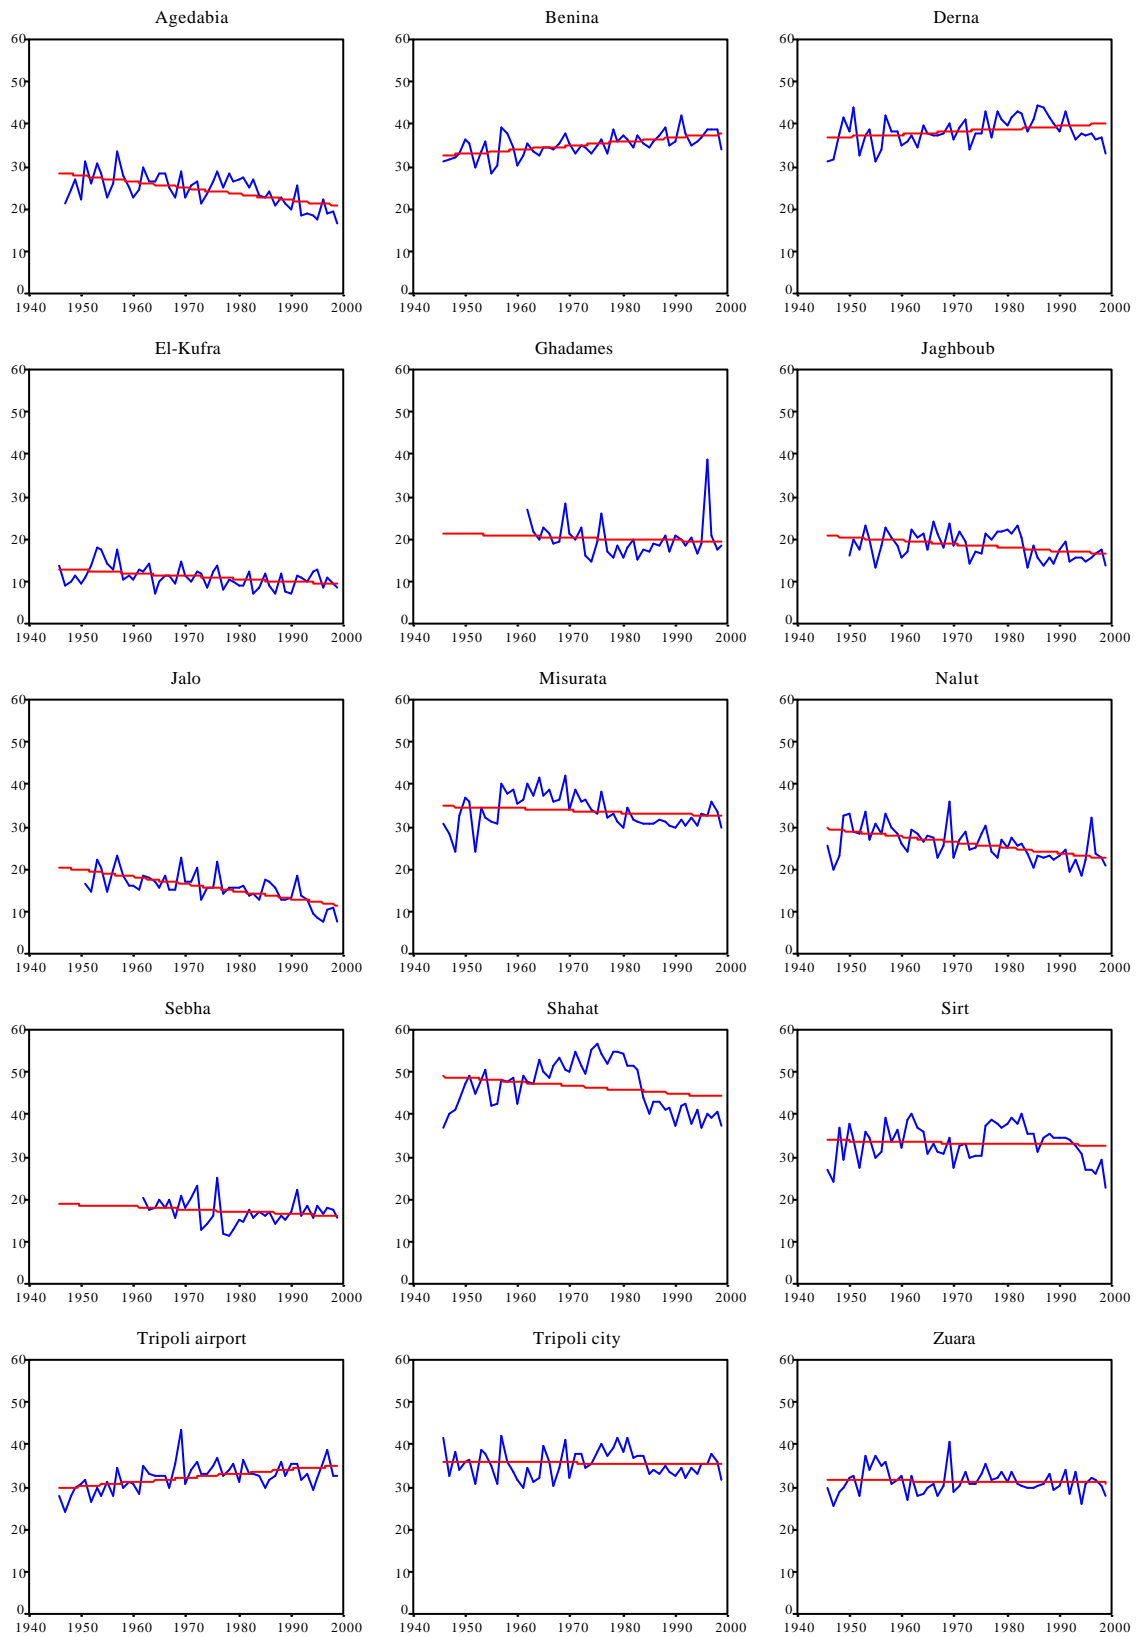 Agedabia Benina Derna
60 60 60
50 50 50
40 40 40
30 30 30
20 20 20
10 10 10
0 0 0
1940 1950 1960 1970 1980 1990 2000 1940 1950 1960 1970 1980 1990 2000 1940 1950 1960 1970 1980 1990 2000
El-Kufra Ghadames Jaghboub
60 60 60
50 50 50
40 40 40
30 30 30
20 20 20
10 10 10
0 0 0
1940 1950 1960 1970 1980 1990 2000 1940 1950 1960 1970 1980 1990 2000 1940 1950 1960 1970 1980 1990 2000
Jalo Misurata Nalut
60 60 60
50 50 50
40 40 40
30 30 30
20 20 20
10 10 10
0 0 0
1940 1950 1960 1970 1980 1990 2000 1940 1950 1960 1970 1980 1990 2000 1940 1950 1960 1970 1980 1990 2000
Sebha Shahat Sirt
60 60 60
50 50 50
40 40 40
30 30 30
20 20 20
10 10 10
0 0 0
1940 1950 1960 1970 1980 1990 2000 1940 1950 1960 1970 1980 1990 2000 1940 1950 1960 1970 1980 1990 2000
Tripoli airport Tripoli city Zuara
60 60 60
50 50 50
40 40 40
30 30 30
20 20 20
10 10 10
0 0 0
1940 1950 1960 1970 1980 1990 2000 1940 1950 1960 1970 1980 1990 2000 1940 1950 1960 1970 1980 1990 2000